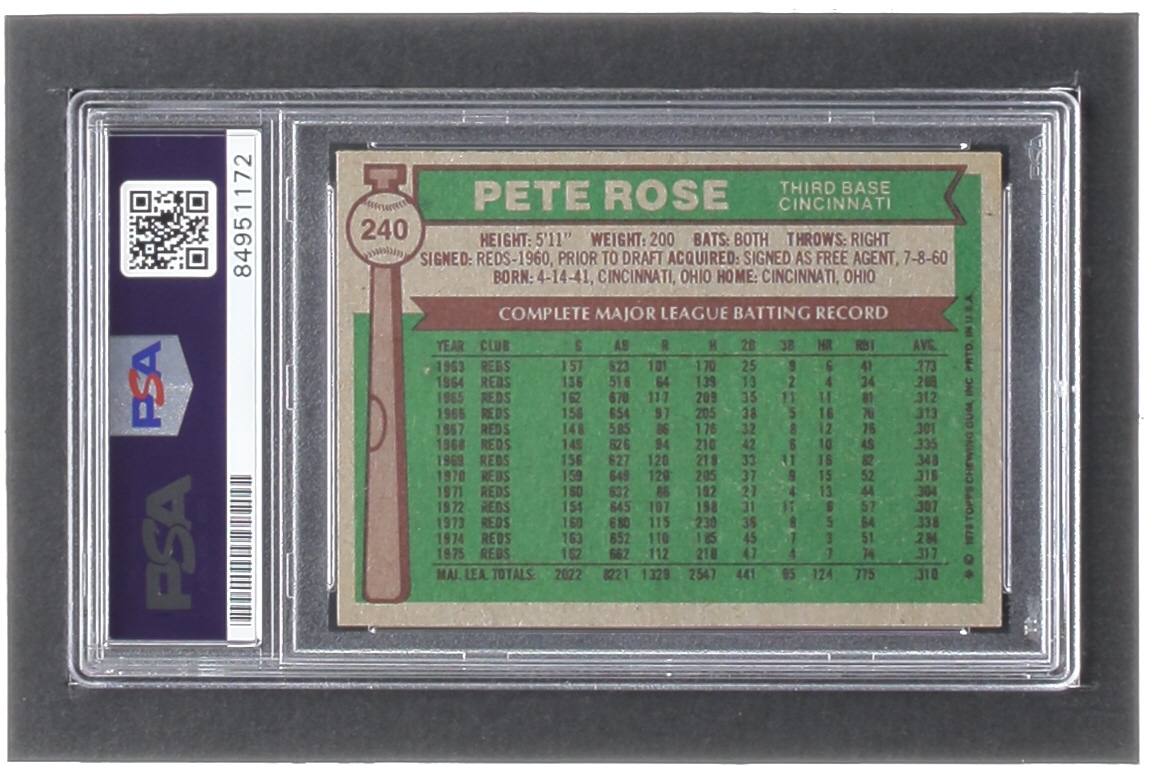 84951172
PSA
PSA
240
PETE ROSE
THIRD BASE
CINCINNATI
HEIGHT: 5'11" WEIGHT: 200 BATS: BOTH THROWS: RIGHT
SIGNED: REDS-1960, PRIOR TO DRAFT ACQUIRED: SIGNED AS FREE AGENT, 7-8-60
BORN: 4-14-41, CINCINNATI, OHIO HOME: CINCINNATI, OHIO
COMPLETE MAJOR LEAGUE BATTING RECORD
YEAR CLUB G AB R H 2B 3B HR RBI AVG.
1963 REDS 157 623 101 170 25 9 6 41 .273
1964 REDS 136 516 64 139 13 2 4 34 .269
1965 REDS 162 670 117 209 35 11 11 81 .312
1966 REDS 156 654 97 205 38 5 16 70 .313
1967 REDS 148 585 86 176 32 8 12 76 .301
1968 REDS 149 626 94 210 42 6 10 49 .335
1969 REDS 156 627 120 218 33 11 16 82 .348
1970 REDS 159 649 120 205 37 9 15 52 .316
1971 REDS 160 632 86 192 27 4 13 44 .304
1972 REDS 154 645 107 198 31 11 6 57 .307
1973 REDS 160 680 115 230 36 8 5 64 .338
1974 REDS 163 652 110 185 45 7 3 51 .284
1975 REDS 162 662 112 210 47 4 7 74 .317
MAJ. LEA. TOTALS: 2022 8221 1329 2547 441 95 124 775 .310
* © 1976 TOPPS CHEWING GUM, INC. PRTD. IN U.S.A.